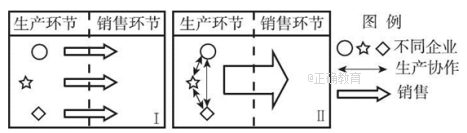 生产环节 销售环节
I
生产环节 销售环节
II
图 例
不同企业
生产协作
销售
@正确教育